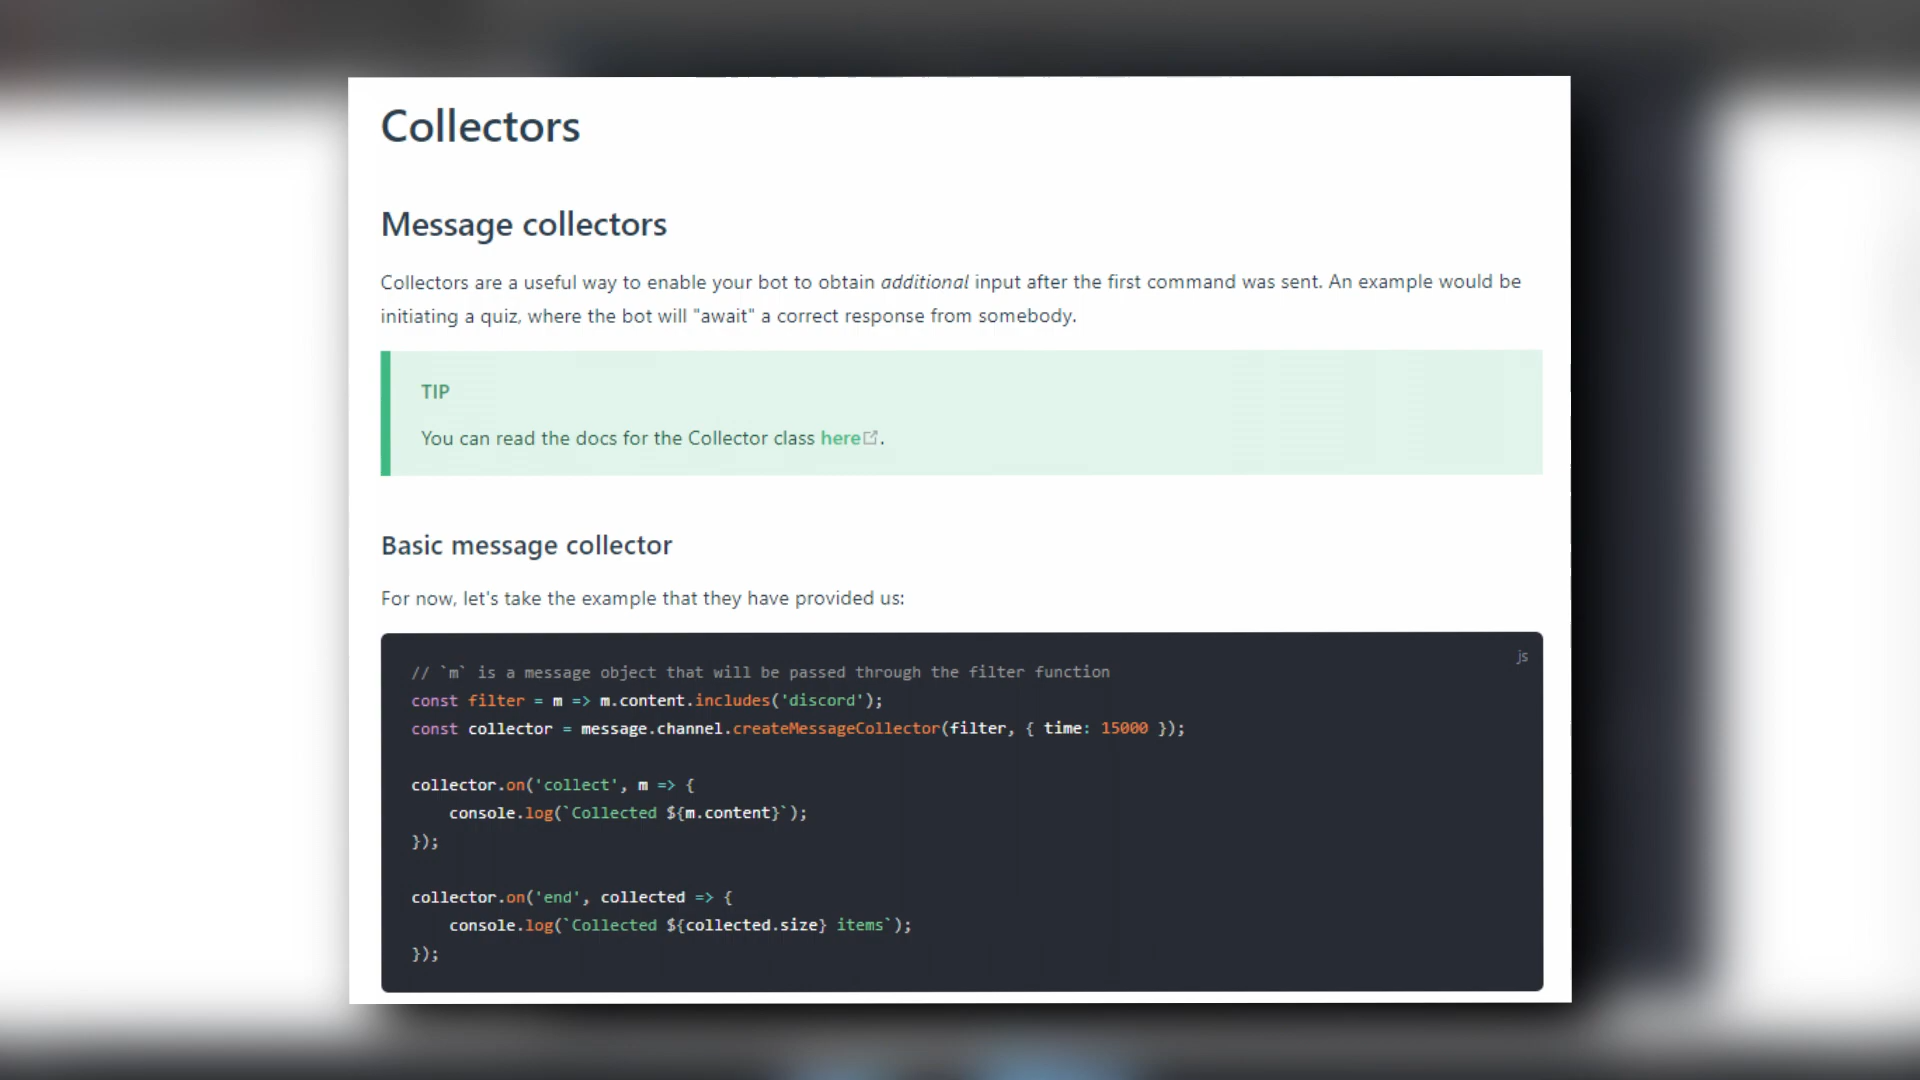 Collectors
Message collectors
Collectors are a useful way to enable your bot to obtain additional input after the first command was sent. An example would be
initiating a quiz, where the bot will "await" a correct response from somebody.
TIP
You can read the docs for the Collector class here.
Basic message collector
For now, let's take the example that they have provided us:
js
// `m` is a message object that will be passed through the filter function
const filter = m => m.content.includes('discord');
const collector = message.channel.createMessageCollector(filter, { time: 15000 });
collector.on('collect', m => {
    console.log(`Collected ${m.content}`);
});
collector.on('end', collected => {
    console.log(`Collected ${collected.size} items`);
});